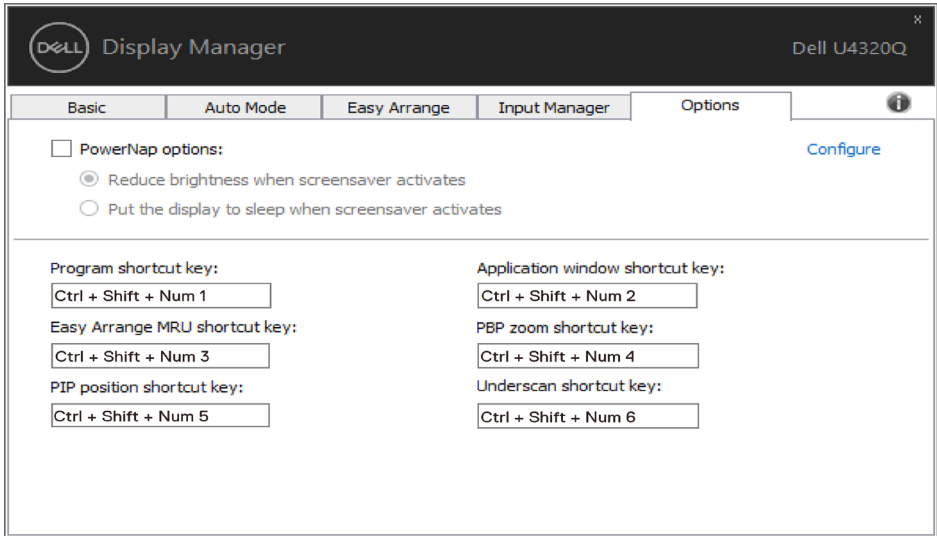 x
DELL Display Manager
Dell U4320Q
Basic Auto Mode Easy Arrange Input Manager Options i
PowerNap options: Configure
Reduce brightness when screensaver activates
Put the display to sleep when screensaver activates
Program shortcut key: Application window shortcut key:
Ctrl + Shift + Num 1 Ctrl + Shift + Num 2
Easy Arrange MRU shortcut key: PBP zoom shortcut key:
Ctrl + Shift + Num 3 Ctrl + Shift + Num 4
PIP position shortcut key: Underscan shortcut key:
Ctrl + Shift + Num 5 Ctrl + Shift + Num 6